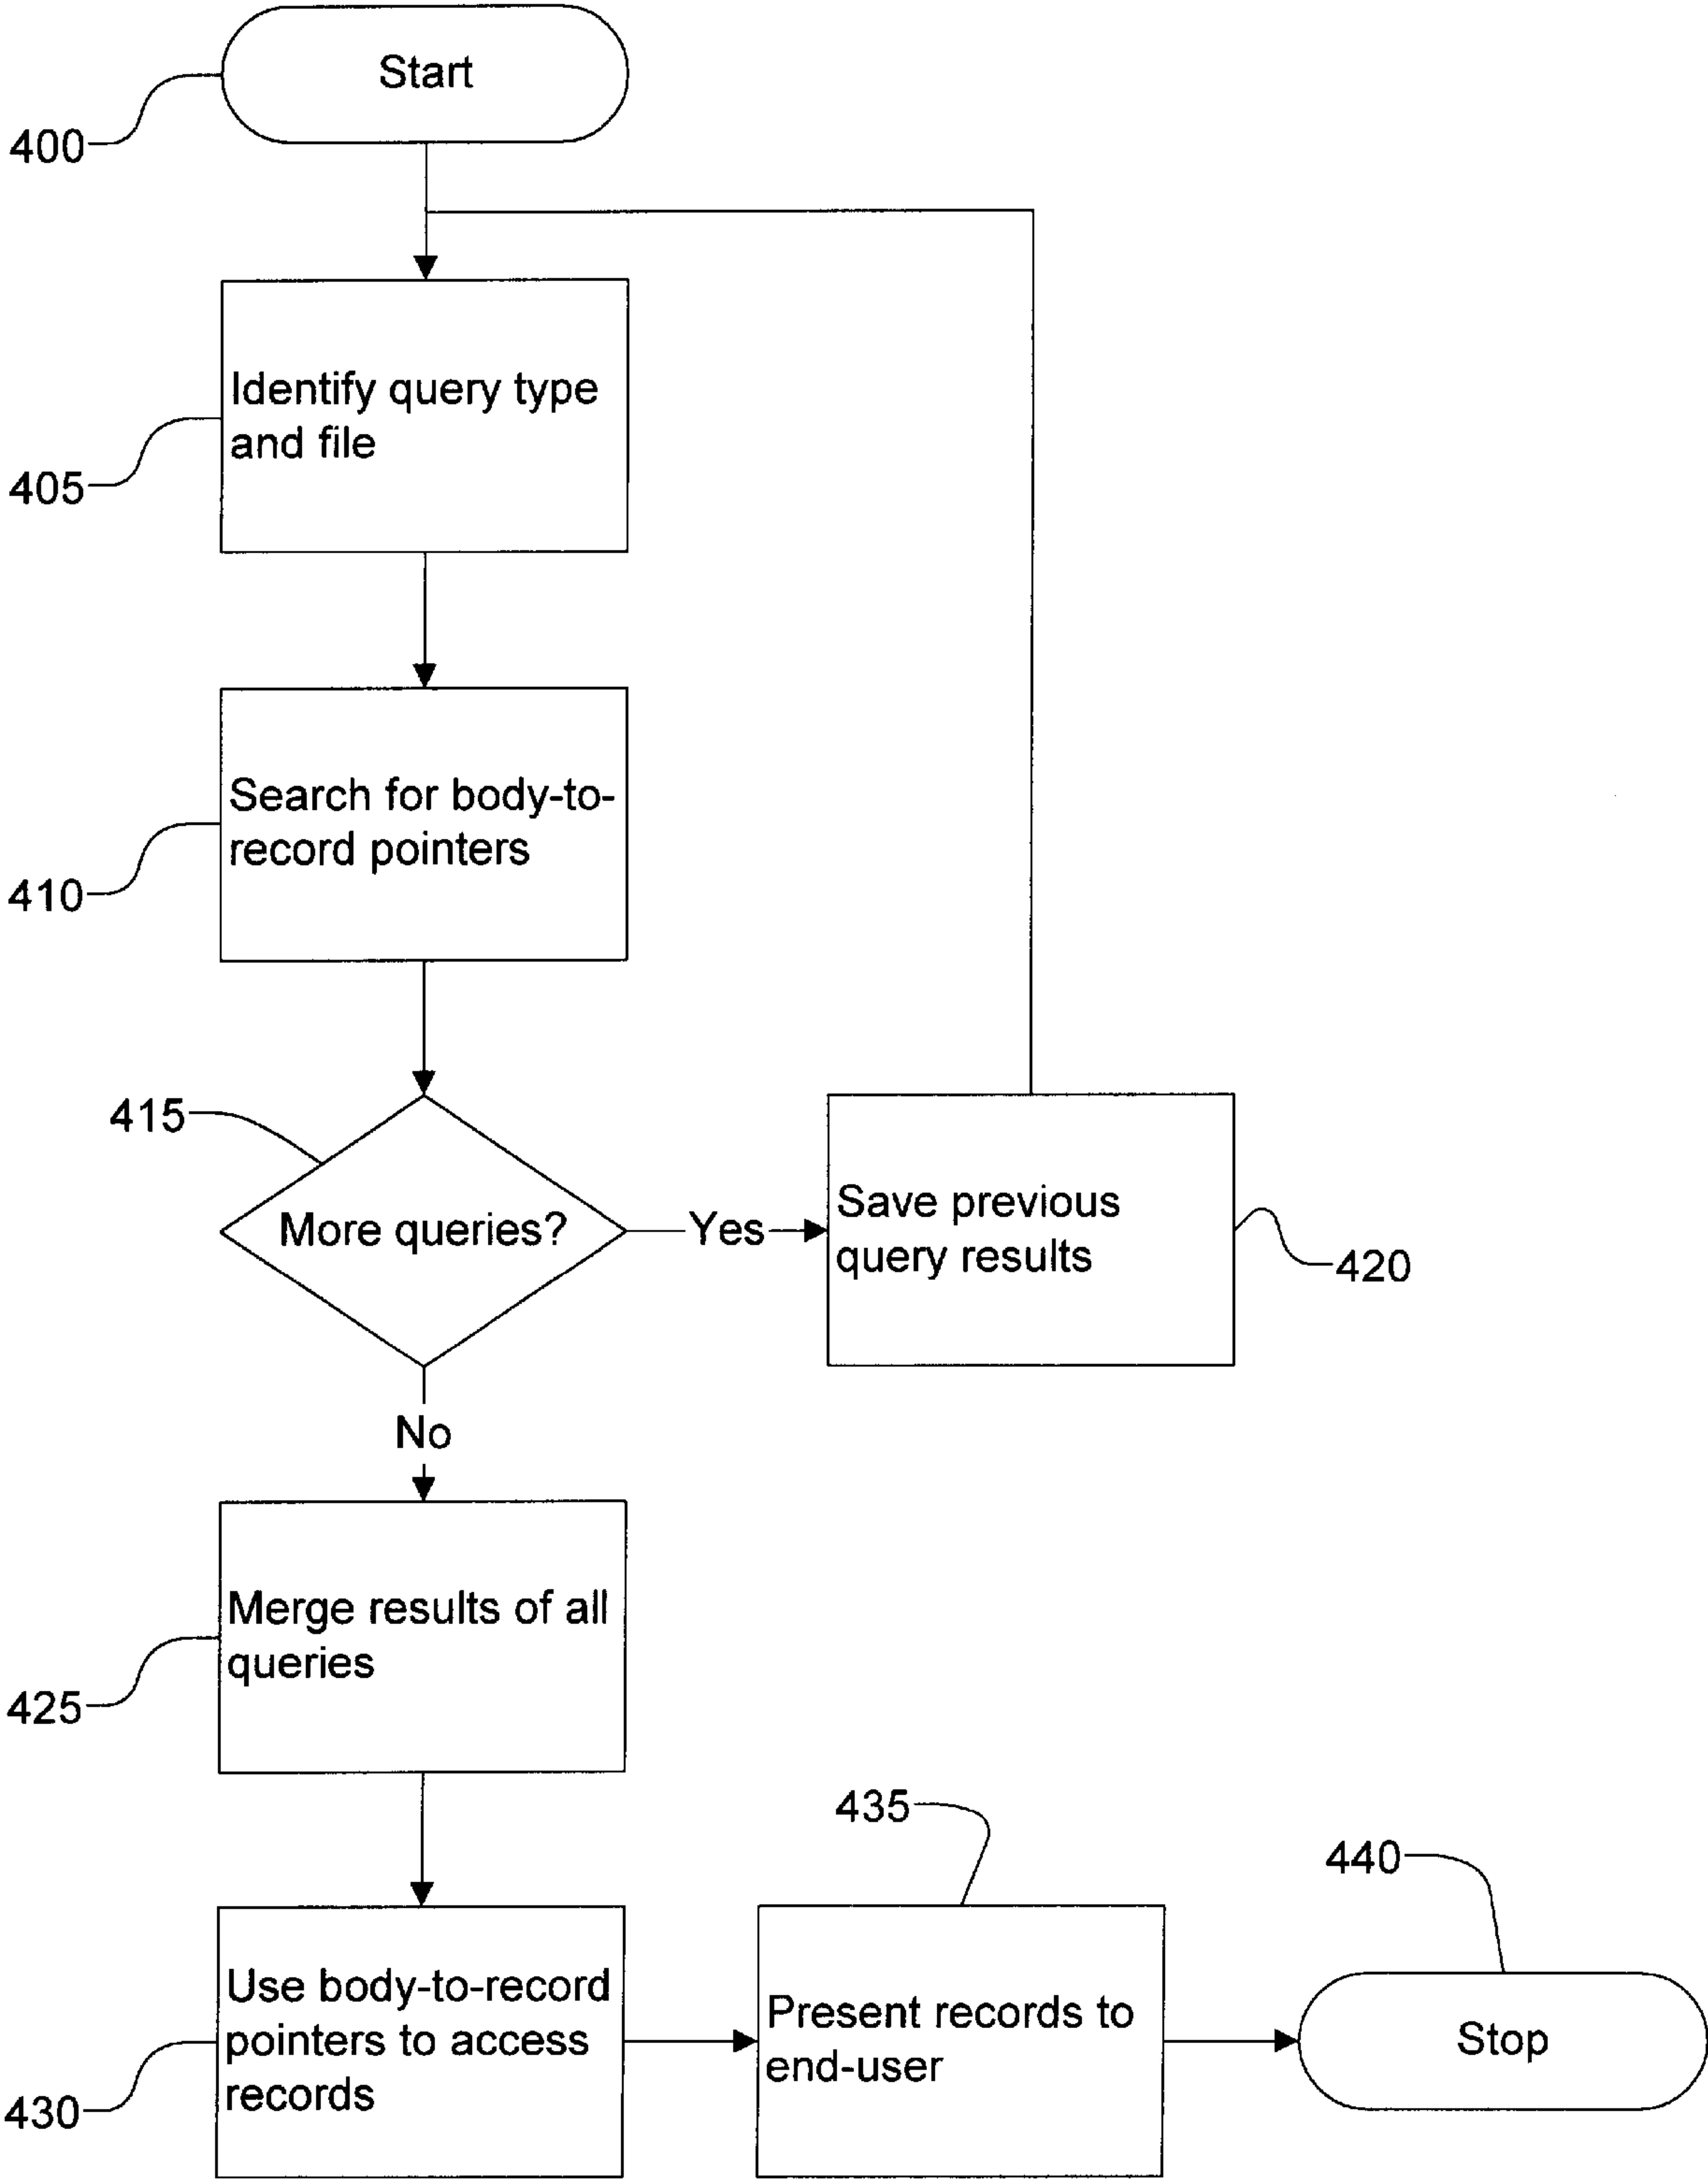 Start
400
Identify query type
and file
405
Search for body-to-
record pointers
410
415
More queries?
Yes
Save previous
query results
420
No
Merge results of all
queries
425
435
440
Use body-to-record
pointers to access
records
430
Present records to
end-user
Stop